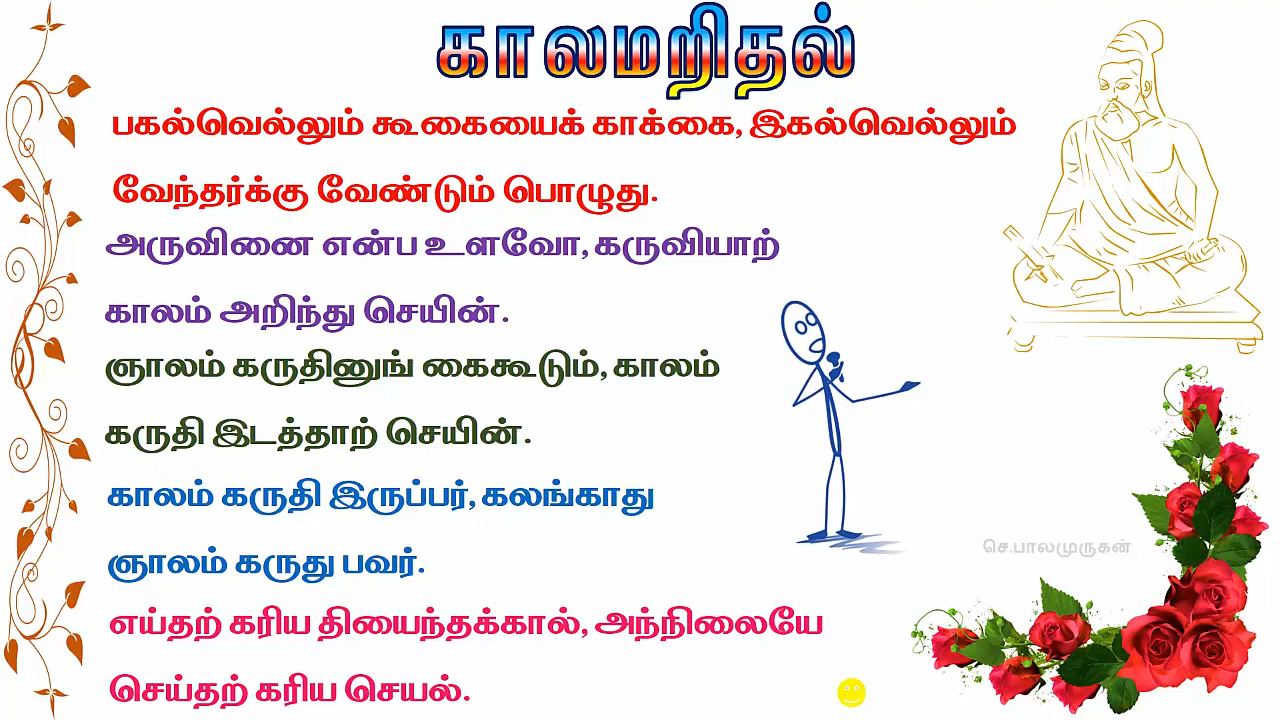 காலமறிதல்
பகல்வெல்லும் கூகையைக் காக்கை, இகல்வெல்லும்
வேந்தர்க்கு வேண்டும் பொழுது.
அருவினை என்ப உளவோ, கருவியாற்
காலம் அறிந்து செயின்.
ஞாலம் கருதினுங் கைகூடும், காலம்
கருதி இடத்தாற் செயின்.
காலம் கருதி இருப்பர், கலங்காது
ஞாலம் கருது பவர்.
செ.பாலமுருகன்
எய்தற் கரிய தியைந்தக்கால், அந்நிலையே
செய்தற் கரிய செயல்.